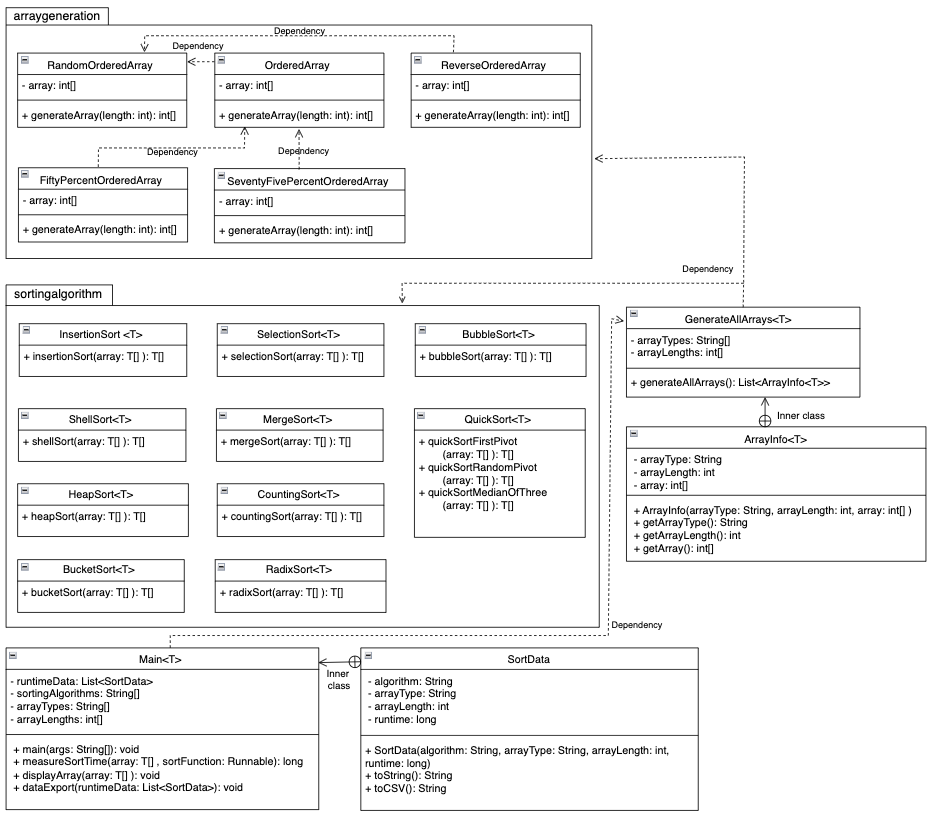 arraygeneration
Dependency
Dependency
RandomOrderedArray
- array: int[]
+ generateArray(length: int): int[]
OrderedArray
- array: int[]
+ generateArray(length: int): int[]
ReverseOrderedArray
- array: int[]
+ generateArray(length: int): int[]
Dependency
Dependency
FiftyPercentOrderedArray
- array: int[]
+ generateArray(length: int): int[]
SeventyFivePercentOrderedArray
- array: int[]
+ generateArray(length: int): int[]
Dependency
sortingalgorithm
InsertionSort <T>
+ insertionSort(array: T[] ): T[]
SelectionSort<T>
+ selectionSort(array: T[] ): T[]
BubbleSort<T>
+ bubbleSort(array: T[] ): T[]
ShellSort<T>
+ shellSort(array: T[] ): T[]
MergeSort<T>
+ mergeSort(array: T[] ): T[]
QuickSort<T>
+ quickSortFirstPivot
(array: T[] ): T[]
+ quickSortRandomPivot
(array: T[] ): T[]
+ quickSortMedianOfThree
(array: T[] ): T[]
HeapSort<T>
+ heapSort(array: T[] ): T[]
CountingSort<T>
+ countingSort(array: T[] ): T[]
BucketSort<T>
+ bucketSort(array: T[] ): T[]
RadixSort<T>
+ radixSort(array: T[] ): T[]
GenerateAllArrays<T>
- arrayTypes: String[]
- arrayLengths: int[]
+ generateAllArrays(): List<ArrayInfo<T>>
Inner class
ArrayInfo<T>
- arrayType: String
- arrayLength: int
- array: int[]
+ ArrayInfo(arrayType: String, arrayLength: int, array: int[] )
+ getArrayType(): String
+ getArrayLength(): int
+ getArray(): int[]
Dependency
Main<T>
- runtimeData: List<SortData>
- sortingAlgorithms: String[]
- arrayTypes: String[]
- arrayLengths: int[]
+ main(args: String[]): void
+ measureSortTime(array: T[] , sortFunction: Runnable): long
+ displayArray(array: T[] ): void
+ dataExport(runtimeData: List<SortData>): void
Inner
class
SortData
- algorithm: String
- arrayType: String
- arrayLength: int
- runtime: long
+ SortData(algorithm: String, arrayType: String, arrayLength: int,
runtime: long)
+ toString(): String
+ toCSV(): String